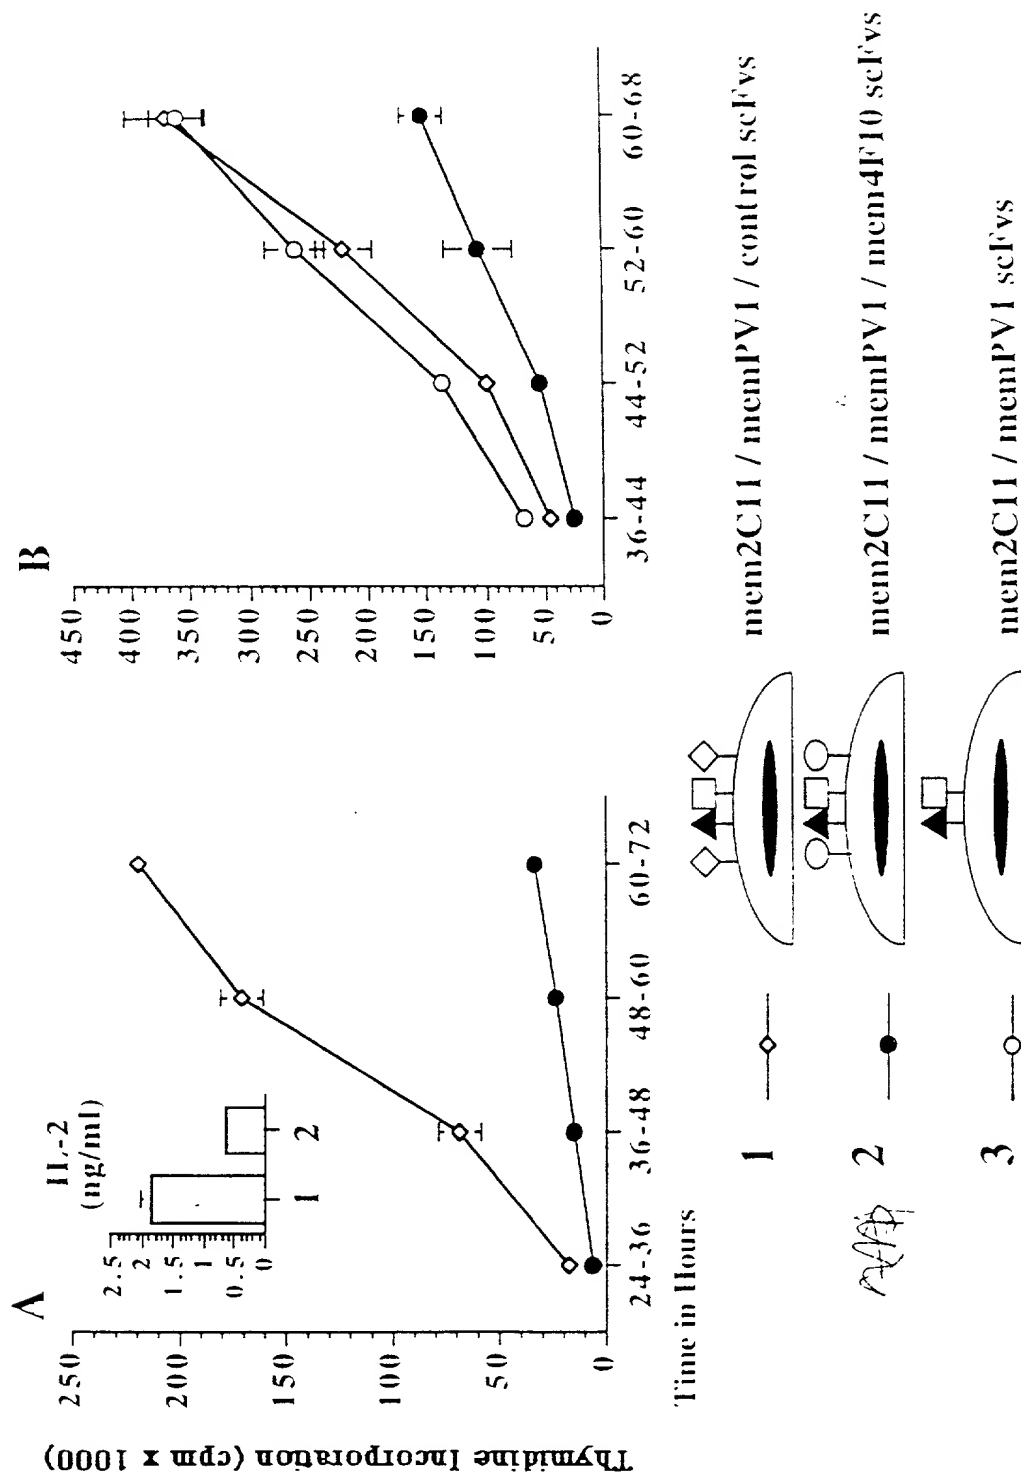 A
B
IL-2
(ng/ml)
2.5
2
1.5
1
0.5
0
1 2
250
200
150
100
50
0
24-36 36-48 48-60 60-72
450
400
350
300
250
200
150
100
50
0
36-44 44-52 52-60 60-68
Thymidine Incorporation (cpm x 1000)
Time in Hours
1 mem2C11 / memPV1 / control scFvs
2 mem2C11 / memPV1 / mem4F10 scFvs
3 mem2C11 / memPV1 scFvs